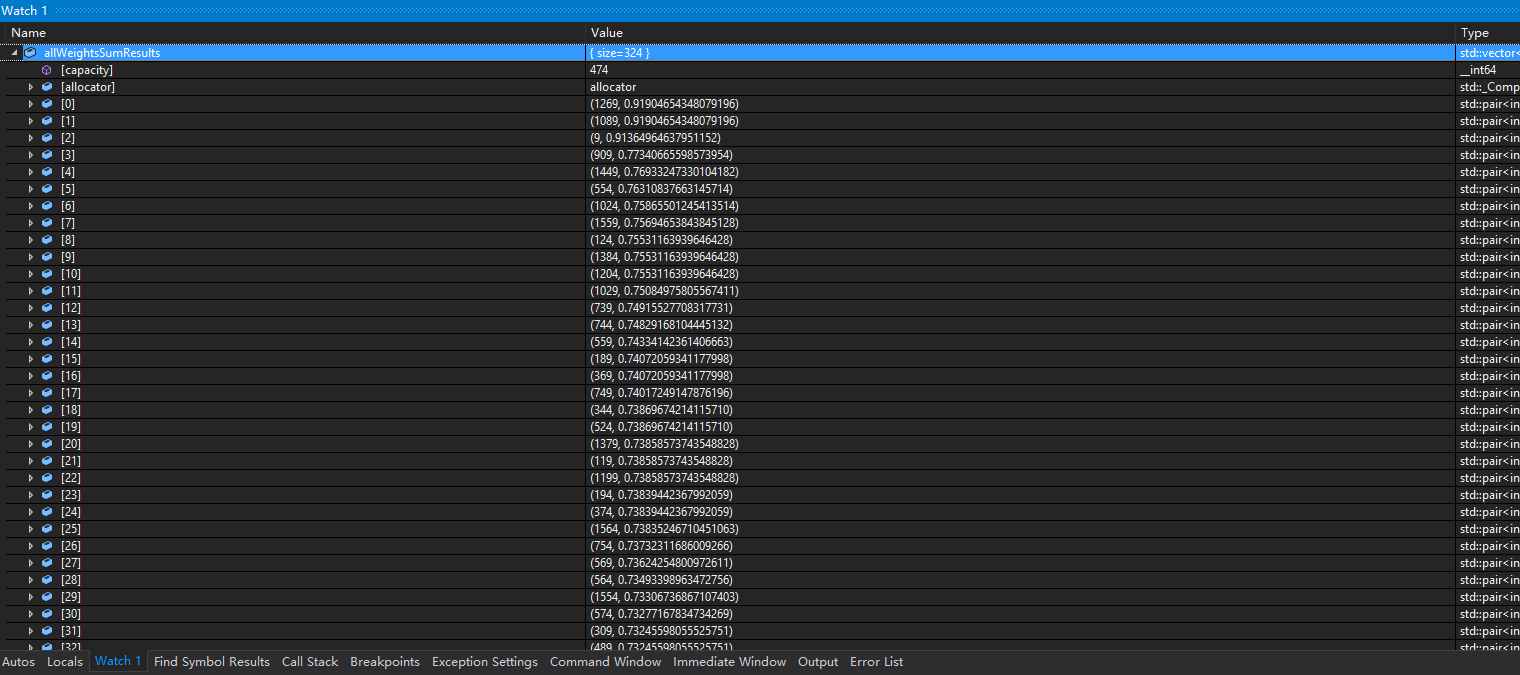 Watch 1
Name Value Type
allWeightsSumResults { size=324 } std::vector<
[capacity] 474 __int64
[allocator] allocator std::_Comp
[0] (1269, 0.91904654348079196) std::pair<in
[1] (1089, 0.91904654348079196) std::pair<in
[2] (9, 0.91364964637951152) std::pair<in
[3] (909, 0.77340665598573954) std::pair<in
[4] (1449, 0.76933247330104182) std::pair<in
[5] (554, 0.76310837663145714) std::pair<in
[6] (1024, 0.75865501245413514) std::pair<in
[7] (1559, 0.75694653843845128) std::pair<in
[8] (124, 0.75531163939646428) std::pair<in
[9] (1384, 0.75531163939646428) std::pair<in
[10] (1204, 0.75531163939646428) std::pair<in
[11] (1029, 0.75084975805567411) std::pair<in
[12] (739, 0.74915527708317731) std::pair<in
[13] (744, 0.74829168104445132) std::pair<in
[14] (559, 0.74334142361406663) std::pair<in
[15] (189, 0.74072059341177998) std::pair<in
[16] (369, 0.74072059341177998) std::pair<in
[17] (749, 0.74017249147876196) std::pair<in
[18] (344, 0.73869674214115710) std::pair<in
[19] (524, 0.73869674214115710) std::pair<in
[20] (1379, 0.73858573743548828) std::pair<in
[21] (119, 0.73858573743548828) std::pair<in
[22] (1199, 0.73858573743548828) std::pair<in
[23] (194, 0.73839442367992059) std::pair<in
[24] (374, 0.73839442367992059) std::pair<in
[25] (1564, 0.73835246710451063) std::pair<in
[26] (754, 0.73732311686009266) std::pair<in
[27] (569, 0.73624254800972611) std::pair<in
[28] (564, 0.73493398963472756) std::pair<in
[29] (1554, 0.73306736867107403) std::pair<in
[30] (574, 0.73277167834734269) std::pair<in
[31] (309, 0.73245598055525751) std::pair<in
[32] (489, 0.73245598055525751) std::pair<in
Autos Locals Watch 1 Find Symbol Results Call Stack Breakpoints Exception Settings Command Window Immediate Window Output Error List